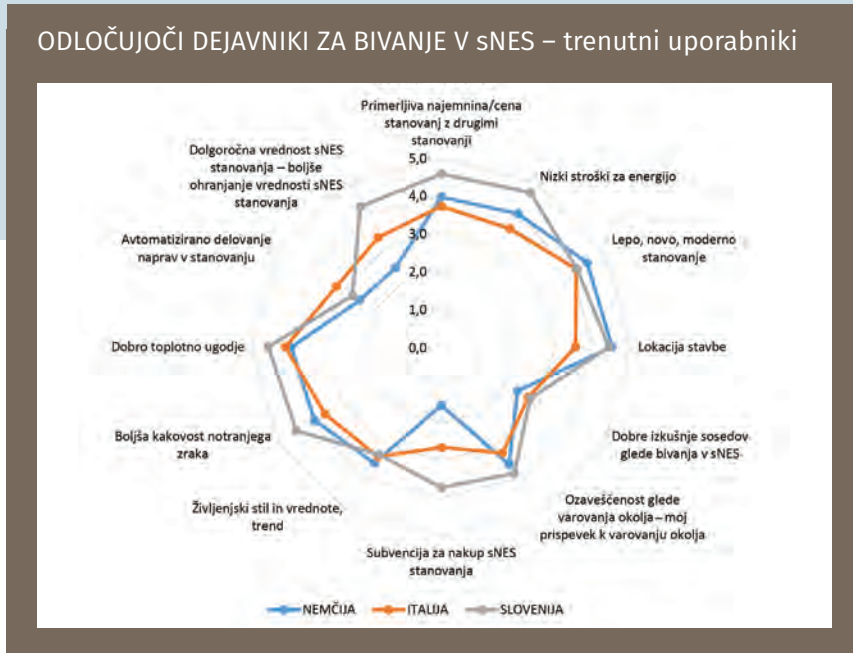 ODLOČUJOČI DEJAVNIKI ZA BIVANJE V sNES – trenutni uporabniki
Primerljiva najemnina/cena
stanovanj z drugimi
stanovanji
Dolgoročna vrednost sNES
stanovanja – boljše
ohranjanje vrednosti sNES
stanovanja
Nizki stroški za energijo
Avtomatizirano delovanje
naprav v stanovanju
Lepo, novo, moderno
stanovanje
5,0
4,0
3,0
2,0
1,0
0,0
Dobro toplotno ugodje
Lokacija stavbe
Boljša kakovost notranjega
zraka
Dobre izkušnje sosedov
glede bivanja v sNES
Življenjski stil in vrednote,
trend
Ozaveščenost glede
varovanja okolja – moj
prispevek k varovanju okolja
Subvencija za nakup sNES
stanovanja
NEMČIJA ITALIJA SLOVENIJA